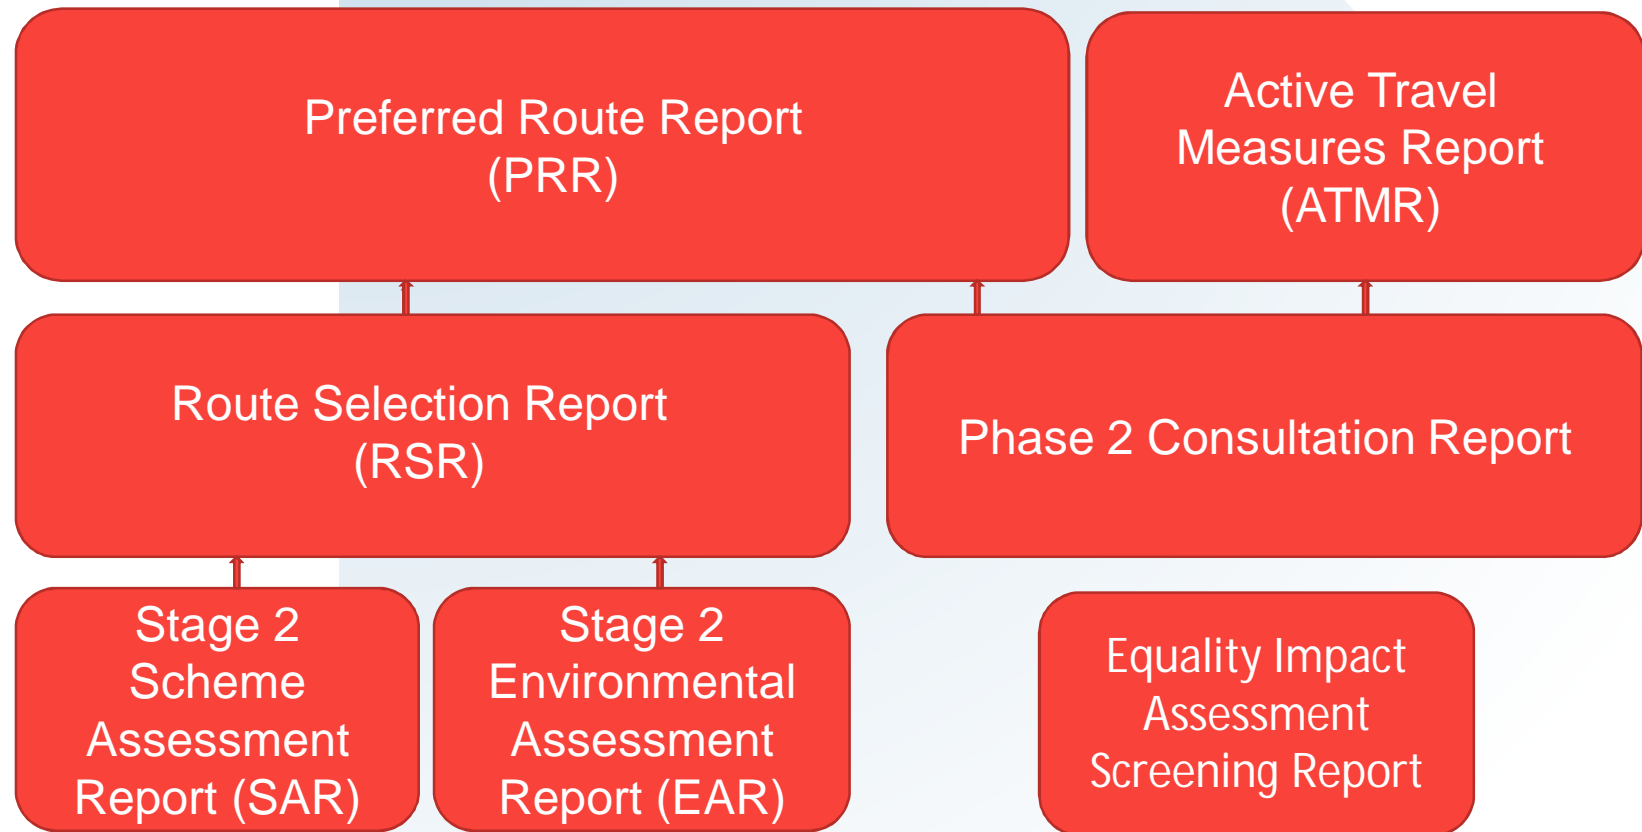 Preferred Route Report
(PRR)
Active Travel
Measures Report
(ATMR)
Route Selection Report
(RSR)
Phase 2 Consultation Report
Stage 2
Scheme
Assessment
Report (SAR)
Stage 2
Environmental
Assessment
Report (EAR)
Equality Impact
Assessment
Screening Report